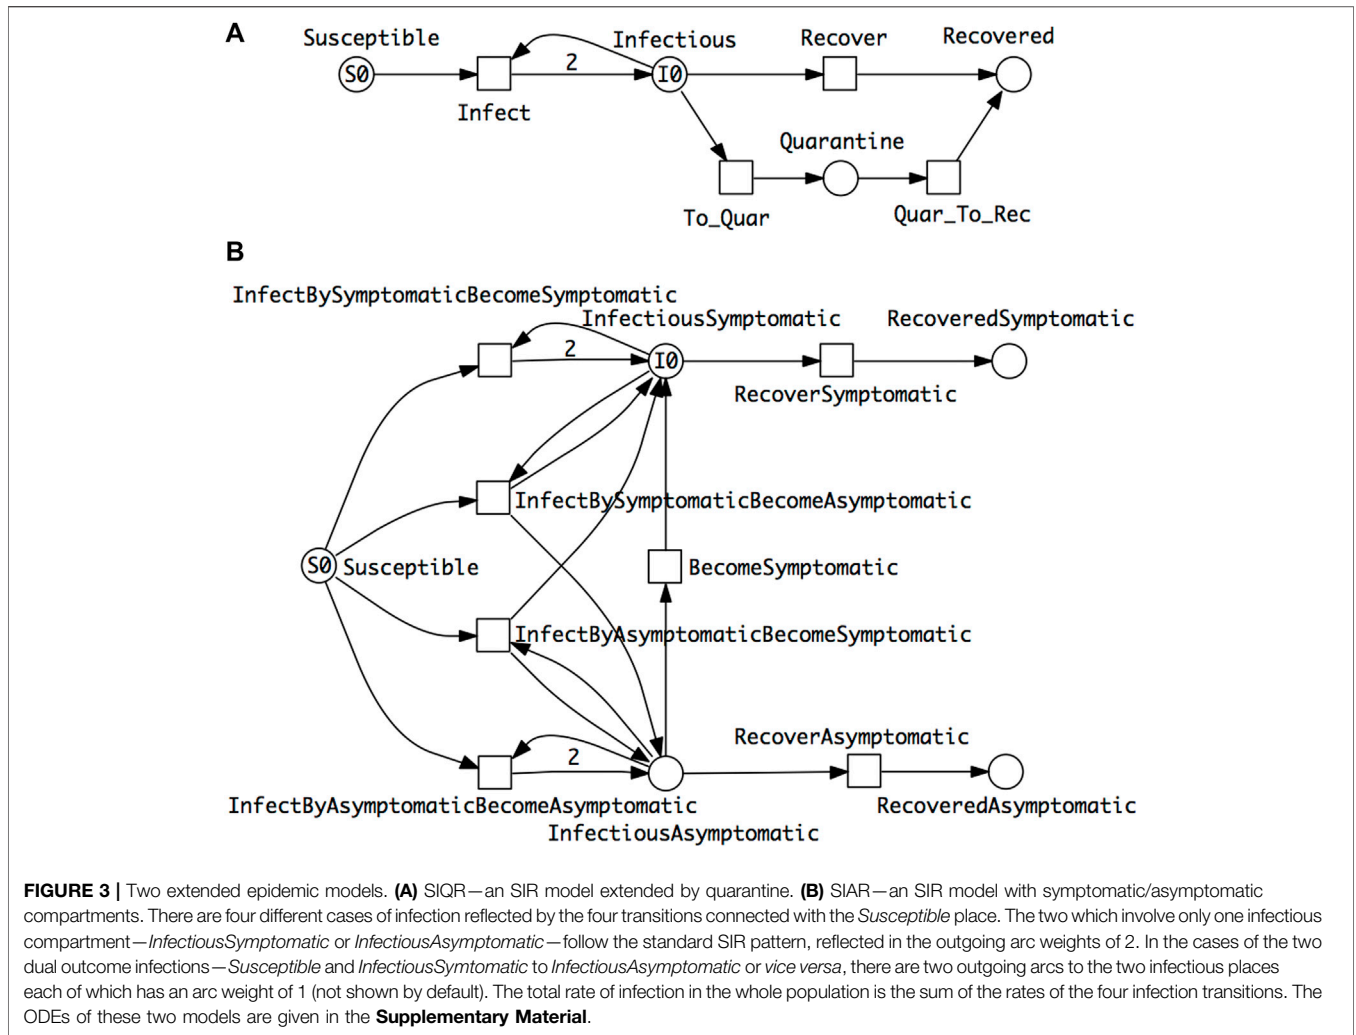 A
Susceptible
Infectious
Recover
Recovered
S0
2
I0
Infect
Quarantine
To_Quar
Quar_To_Rec
B
InfectBySymptomaticBecomeSymptomatic
InfectiousSymptomatic
RecoveredSymptomatic
2
I0
RecoverSymptomatic
InfectBySymptomaticBecomeAsymptomatic
S0
Susceptible
BecomeSymptomatic
InfectByAsymptomaticBecomeSymptomatic
RecoverAsymptomatic
2
InfectByAsymptomaticBecomeAsymptomatic
RecoveredAsymptomatic
InfectiousAsymptomatic
FIGURE 3 | Two extended epidemic models. (A) SIQR—an SIR model extended by quarantine. (B) SIAR—an SIR model with symptomatic/asymptomatic
compartments. There are four different cases of infection reflected by the four transitions connected with the Susceptible place. The two which involve only one infectious
compartment—InfectiousSymptomatic or InfectiousAsymptomatic—follow the standard SIR pattern, reflected in the outgoing arc weights of 2. In the cases of the two
dual outcome infections—Susceptible and InfectiousSymtomatic to InfectiousAsymptomatic or vice versa, there are two outgoing arcs to the two infectious places
each of which has an arc weight of 1 (not shown by default). The total rate of infection in the whole population is the sum of the rates of the four infection transitions. The
ODEs of these two models are given in the Supplementary Material.